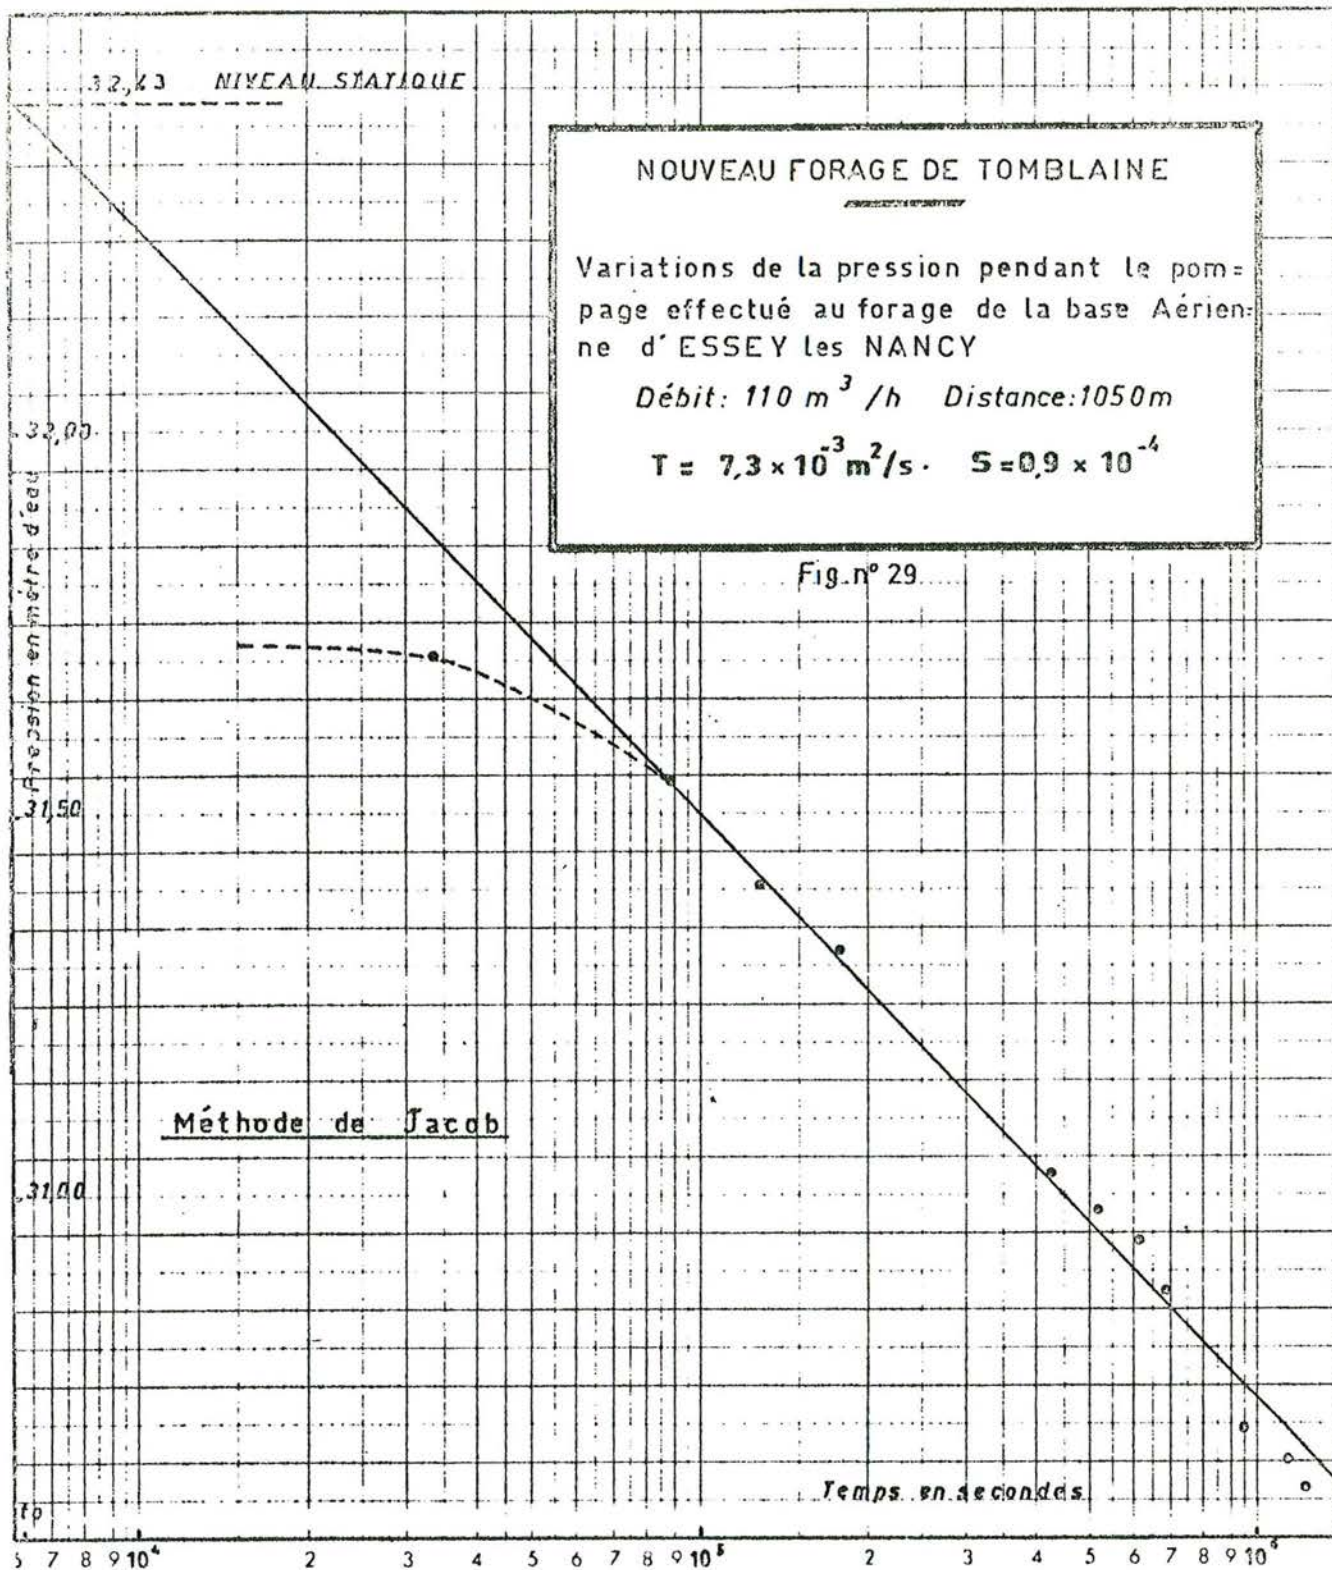 32,43 NIVEAU STATIQUE
NOUVEAU FORAGE DE TOMBLAINE
Variations de la pression pendant le pom=
page effectué au forage de la base Aérien=
ne d'ESSEY les NANCY
Débit: 110 m³/h Distance:1050m
T = 7,3 × 10⁻³ m²/s. S=0,9 × 10⁻⁴
Fig.n° 29
32,00
Pression en mètre d'eau
31,50
Méthode de Jacob
31,00
Temps en secondes
to
7 8 9 10⁴ 2 3 4 5 6 7 8 9 10⁵ 2 3 4 5 6 7 8 9 10⁶